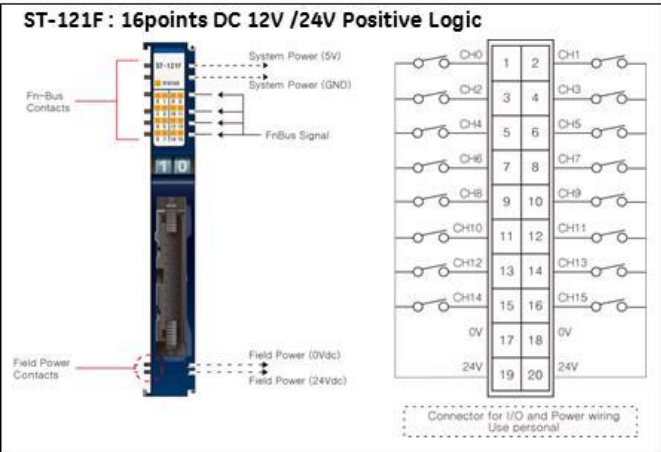 ST-121F : 16points DC 12V /24V Positive Logic
ST-121F
System Power (5V)
System Power (GND)
Fn-Bus
Contacts
FnBus Signal
10
Field Power
Contacts
Field Power (0Vdc)
Field Power (24Vdc)
CH0 1 2 CH1
CH2 3 4 CH3
CH4 5 6 CH5
CH6 7 8 CH7
CH8 9 10 CH9
CH10 11 12 CH11
CH12 13 14 CH13
CH14 15 16 CH15
0V 17 18 0V
24V 19 20 24V
Connector for I/O and Power wiring
Use personal